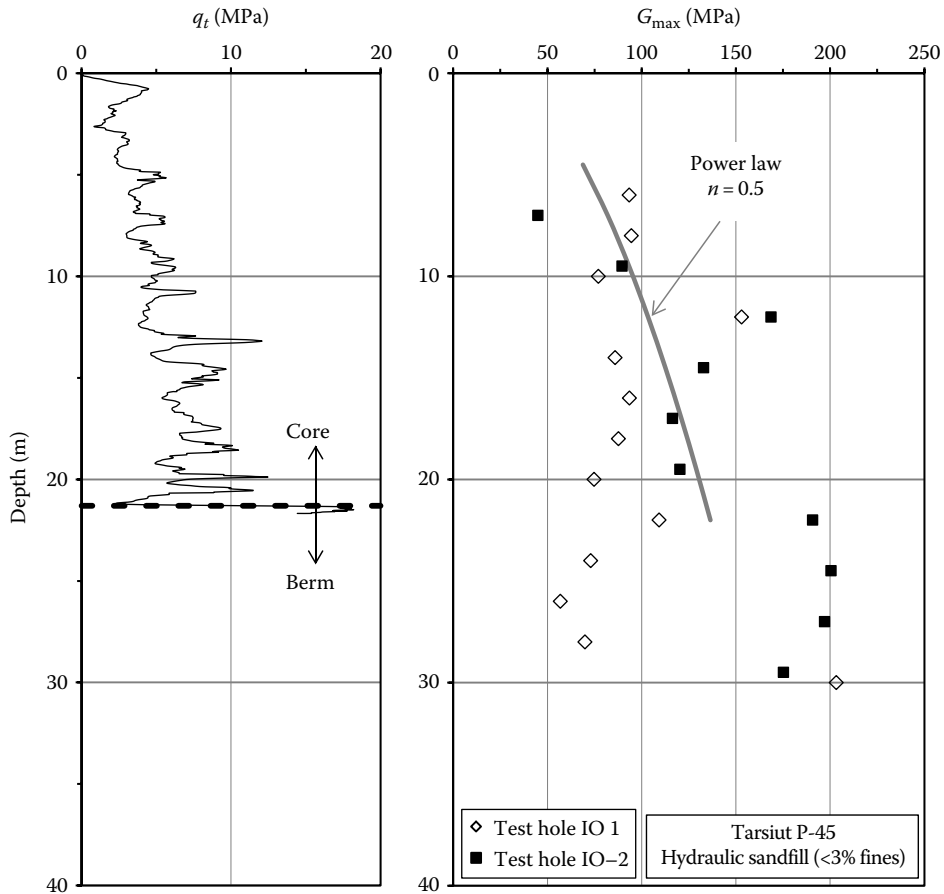 q_t (MPa)
0 10 20
0
10
20
30
40
Depth (m)
Core
Berm
G_max (MPa)
0 50 100 150 200 250
0
10
20
30
40
Power law
n = 0.5
Test hole IO 1
Test hole IO–2
Tarsiut P-45
Hydraulic sandfill (<3% fines)